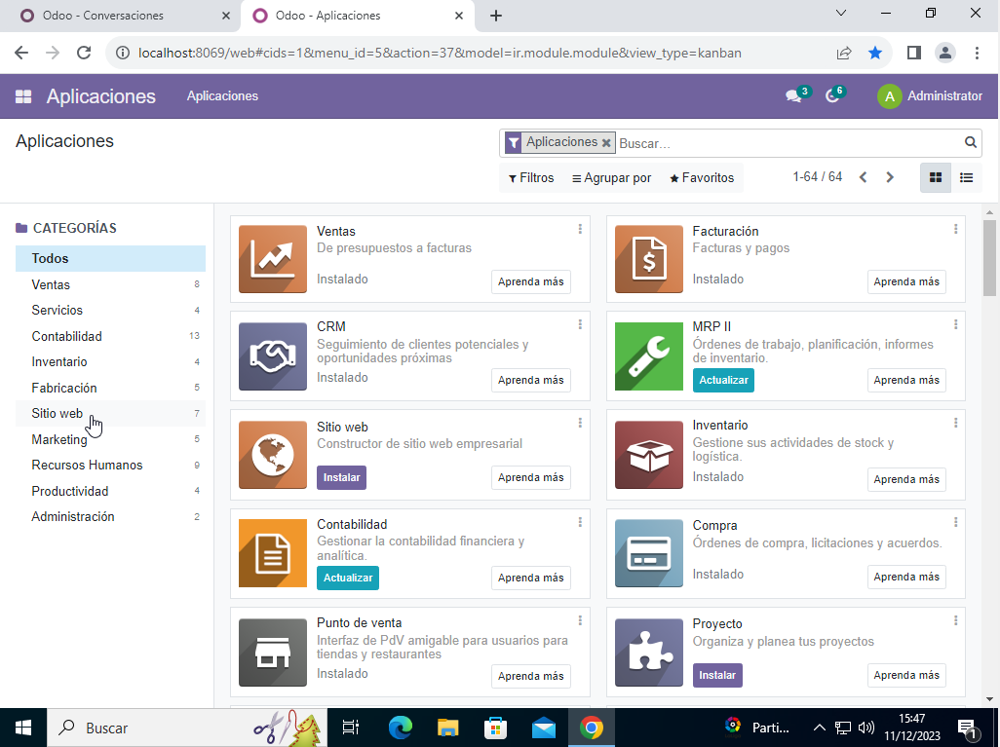 Odoo - Conversaciones
Odoo - Aplicaciones
localhost:8069/web#cids=1&menu_id=5&action=37&model=ir.module.module&view_type=kanban
Aplicaciones
Aplicaciones
3
6
A
Administrator
Aplicaciones
Aplicaciones
Buscar...
Filtros
Agrupar por
Favoritos
1-64 / 64
CATEGORÍAS
Todos
Ventas 8
Servicios 4
Contabilidad 13
Inventario 4
Fabricación 5
Sitio web 7
Marketing 5
Recursos Humanos 9
Productividad 4
Administración 2
Ventas
De presupuestos a facturas
Instalado
Aprenda más
Facturación
Facturas y pagos
Instalado
Aprenda más
CRM
Seguimiento de clientes potenciales y
oportunidades próximas
Instalado
Aprenda más
MRP II
Órdenes de trabajo, planificación, informes
de inventario.
Actualizar
Aprenda más
Sitio web
Constructor de sitio web empresarial
Instalar
Aprenda más
Inventario
Gestione sus actividades de stock y
logística.
Instalado
Aprenda más
Contabilidad
Gestionar la contabilidad financiera y
analítica.
Actualizar
Aprenda más
Compra
Órdenes de compra, licitaciones y acuerdos.
Instalado
Aprenda más
Punto de venta
Interfaz de PdV amigable para usuarios para
tiendas y restaurantes
Instalado
Aprenda más
Proyecto
Organiza y planea tus proyectos
Instalar
Aprenda más
Buscar
Parti...
15:47
11/12/2023
1